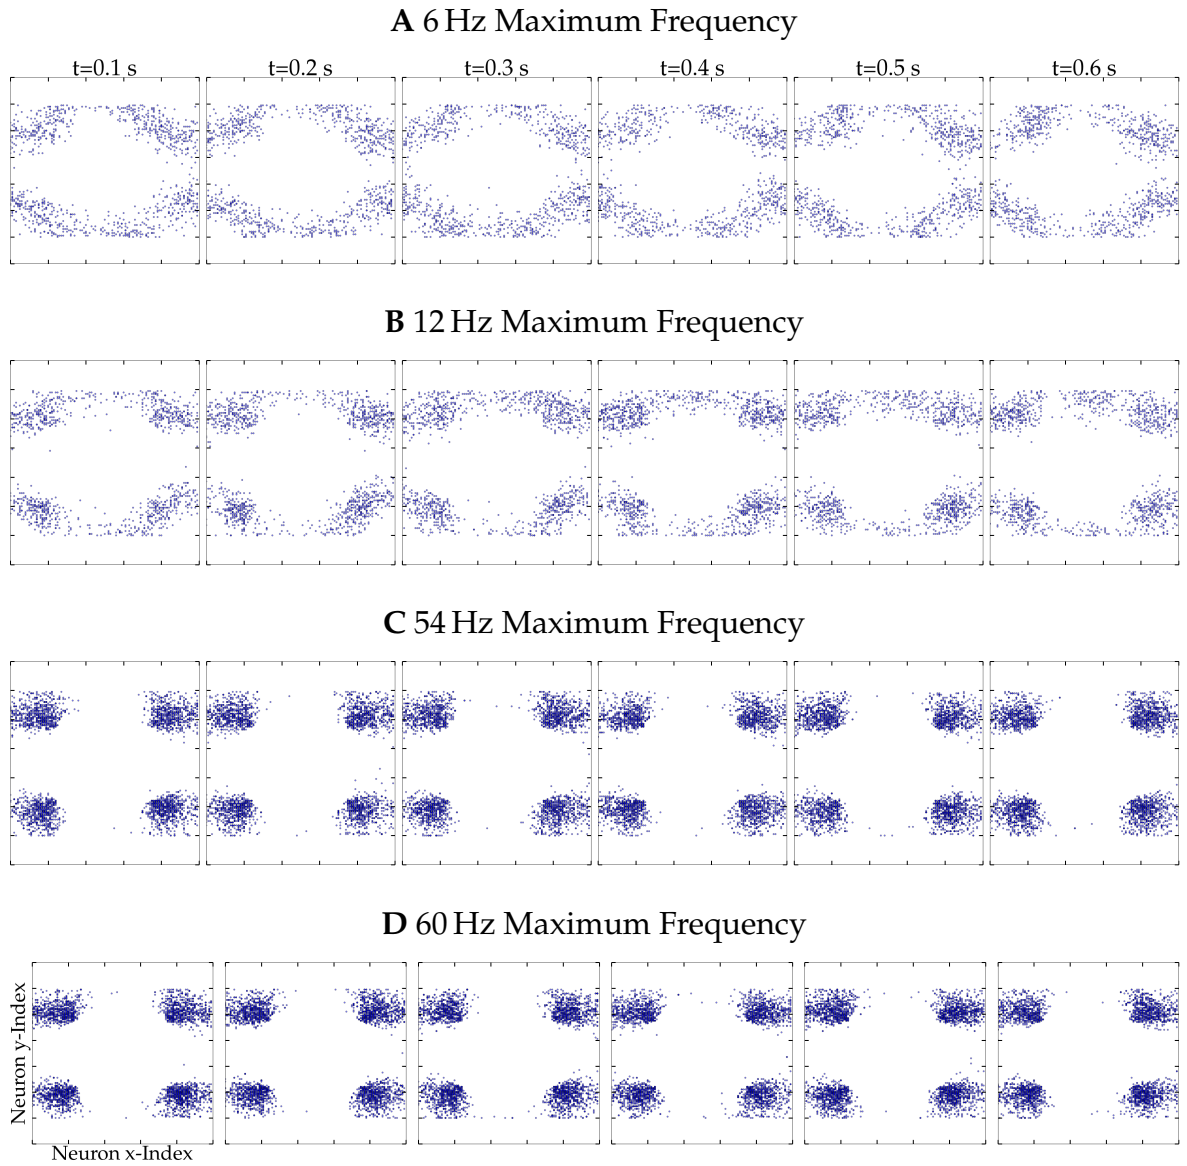 A 6 Hz Maximum Frequency
t=0.1 s t=0.2 s t=0.3 s t=0.4 s t=0.5 s t=0.6 s
B 12 Hz Maximum Frequency
C 54 Hz Maximum Frequency
D 60 Hz Maximum Frequency
Neuron y-Index
Neuron x-Index